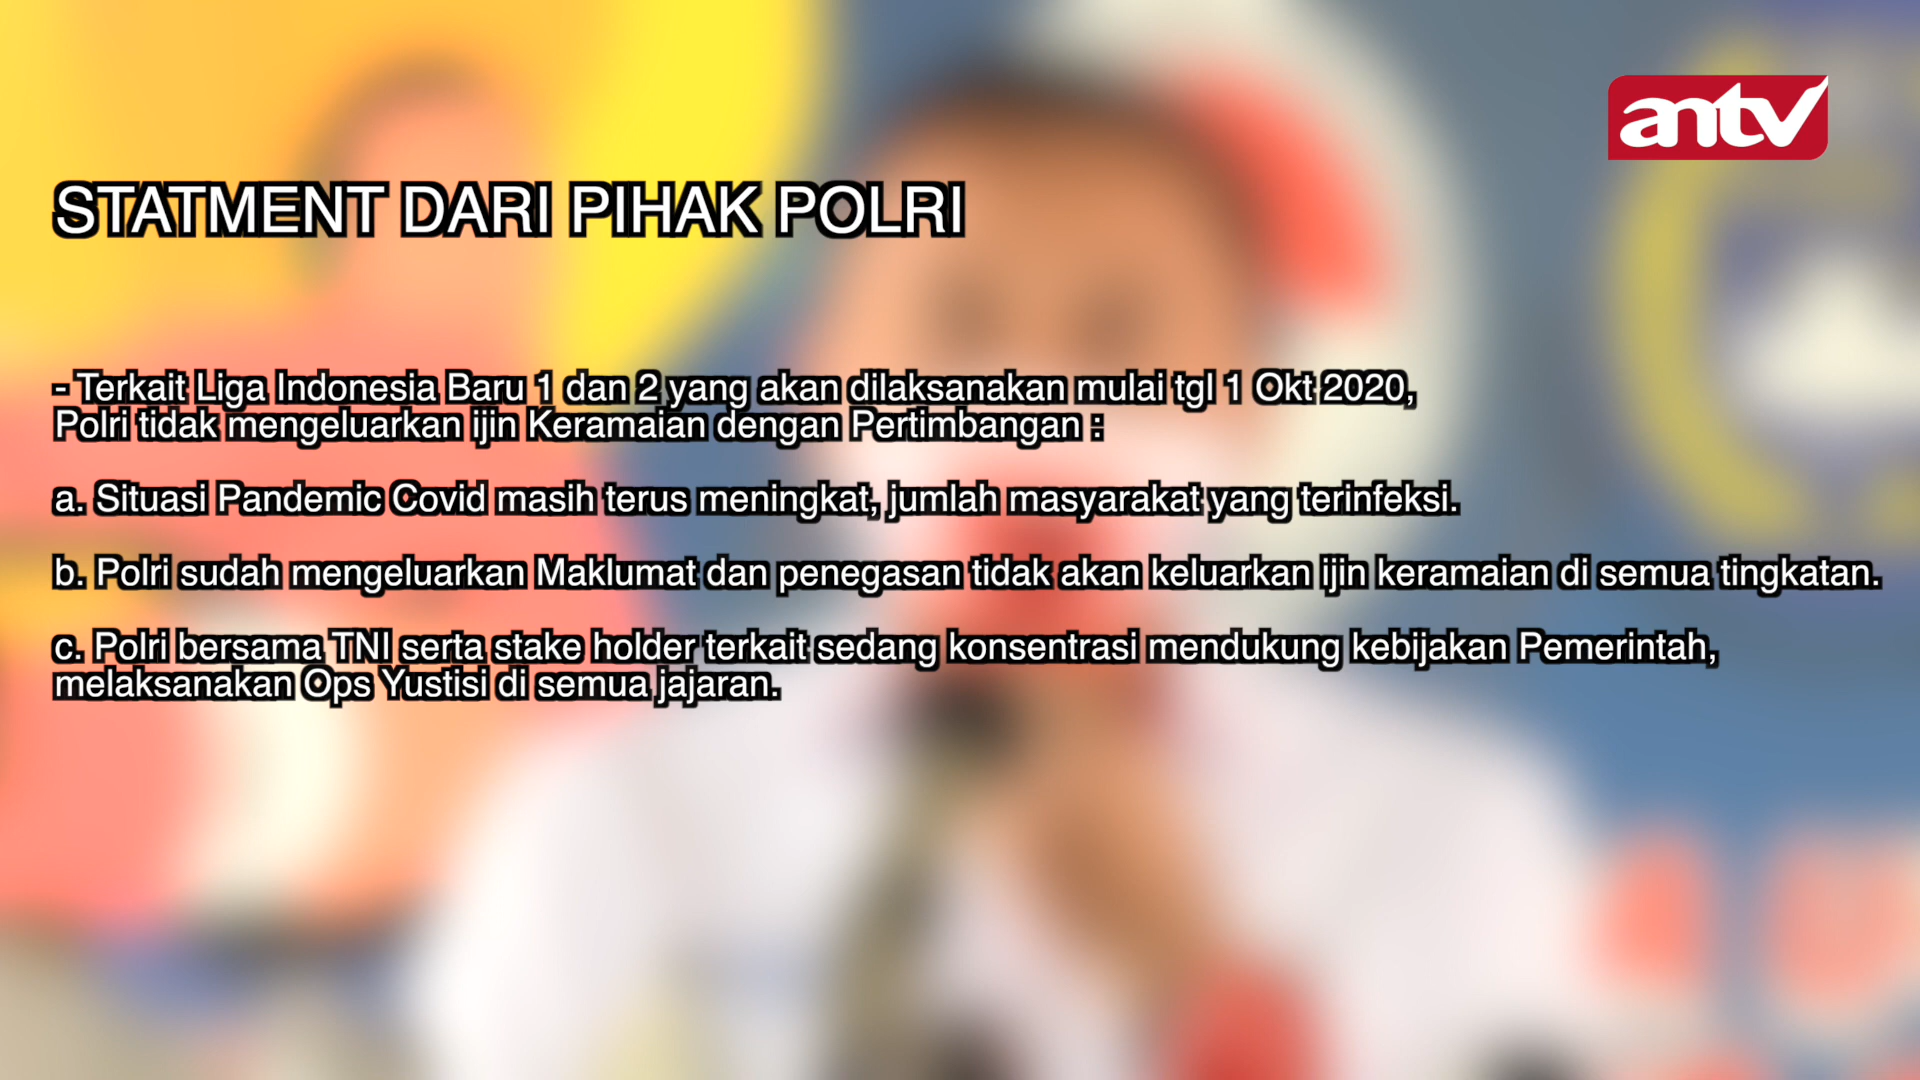 antv
STATMENT DARI PIHAK POLRI
- Terkait Liga Indonesia Baru 1 dan 2 yang akan dilaksanakan mulai tgl 1 Okt 2020,
Polri tidak mengeluarkan ijin Keramaian dengan Pertimbangan :
a. Situasi Pandemic Covid masih terus meningkat, jumlah masyarakat yang terinfeksi.
b. Polri sudah mengeluarkan Maklumat dan penegasan tidak akan keluarkan ijin keramaian di semua tingkatan.
c. Polri bersama TNI serta stake holder terkait sedang konsentrasi mendukung kebijakan Pemerintah,
melaksanakan Ops Yustisi di semua jajaran.